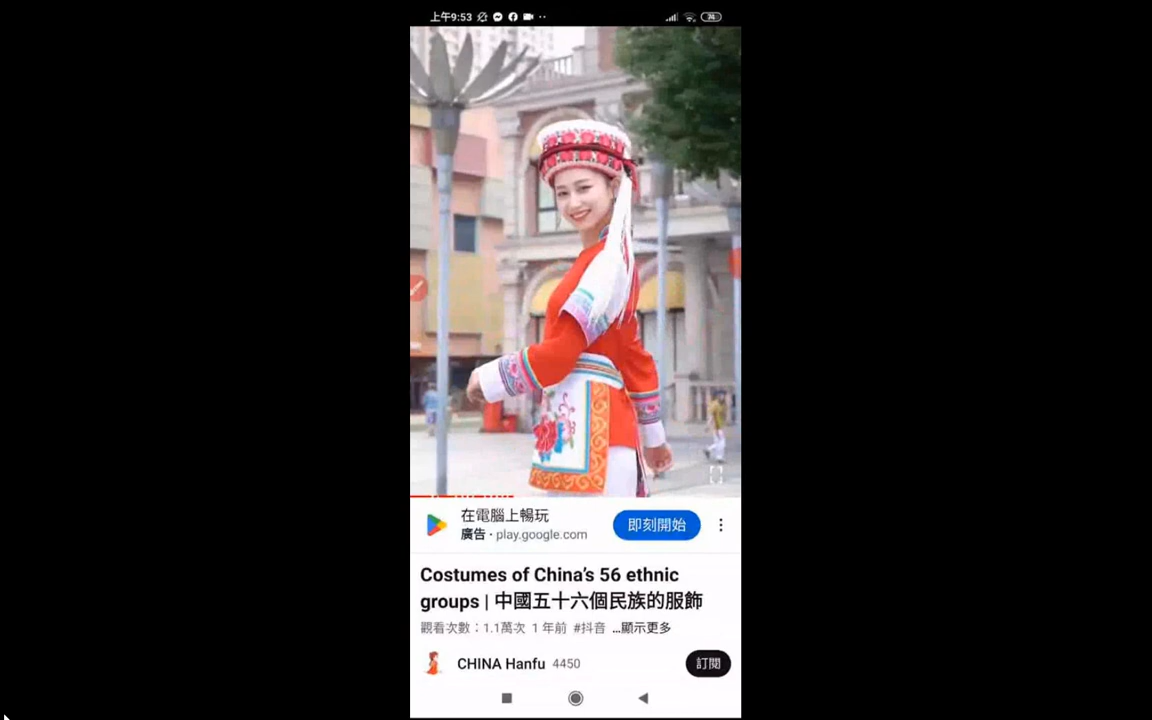 上午9:53
在電腦上暢玩
廣告 · play.google.com
即刻開始
Costumes of China’s 56 ethnic
groups | 中國五十六個民族的服飾
觀看次數：1.1萬次 1 年前 #抖音 ...顯示更多
CHINA Hanfu 4450
訂閱